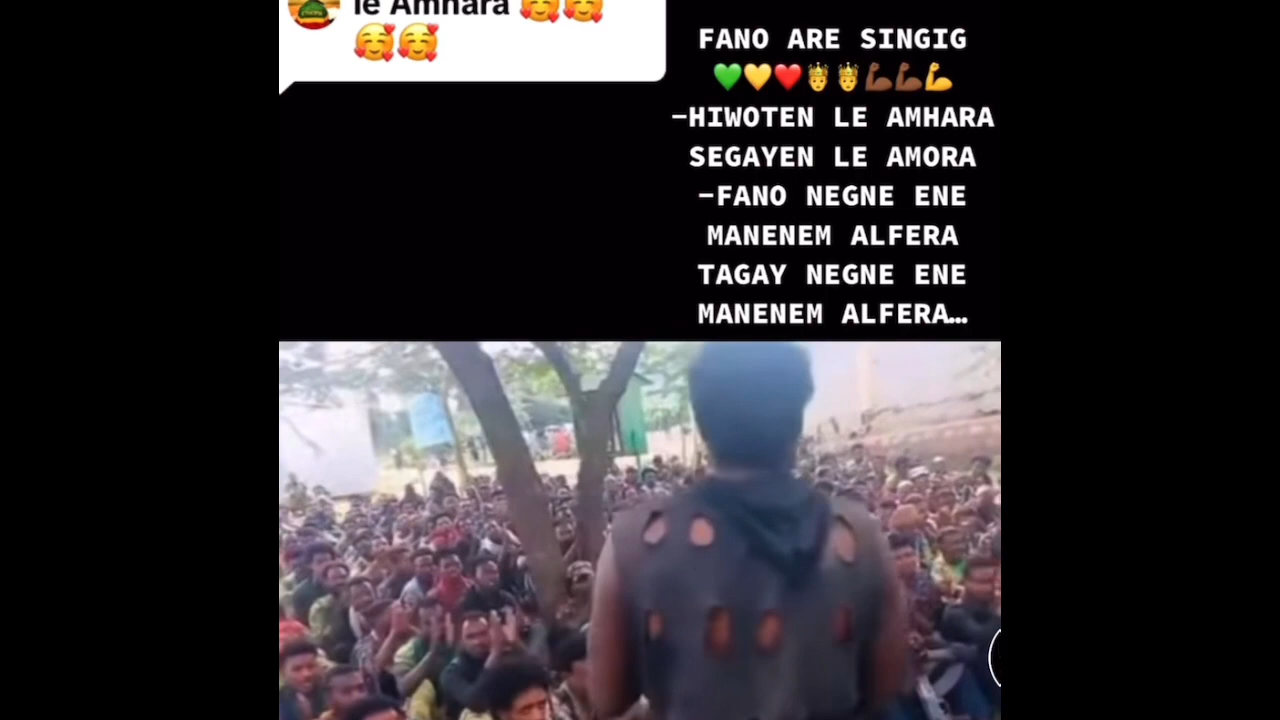 le Amhara 🥰🥰
🥰🥰
FANO ARE SINGIG
💚💛❤️🤴🤴💪🏾💪🏾💪
-HIWOTEN LE AMHARA
SEGAYEN LE AMORA
-FANO NEGNE ENE
MANENEM ALFERA
TAGAY NEGNE ENE
MANENEM ALFERA...